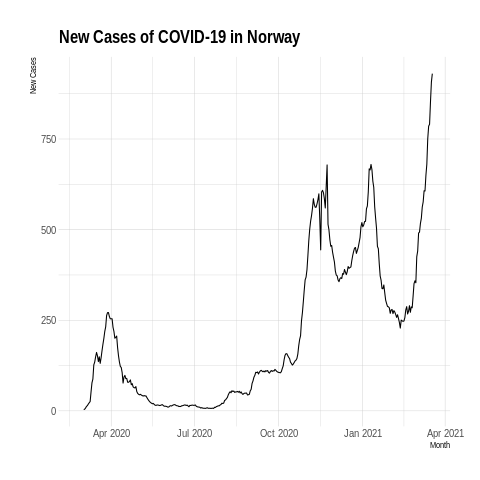 New Cases of COVID-19 in Norway
New Cases
750
500
250
0
Apr 2020 Jul 2020 Oct 2020 Jan 2021 Apr 2021
Month